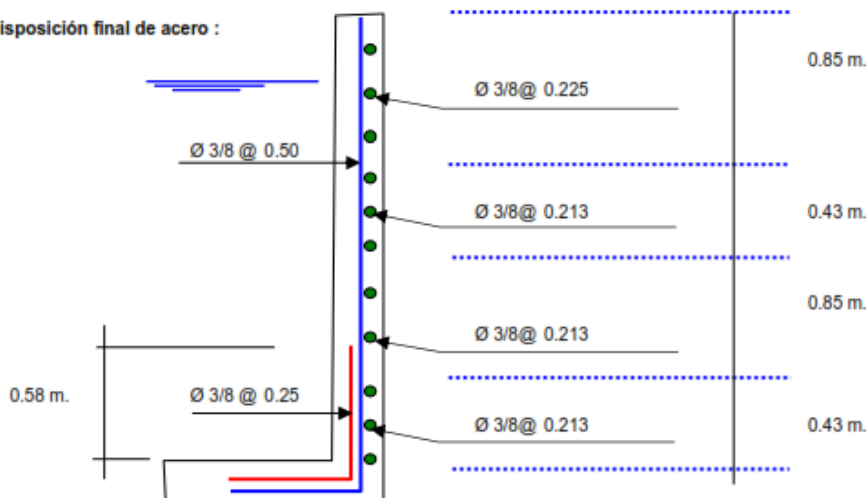 isposición final de acero :
0.85 m.
Ø 3/8@ 0.225
Ø 3/8 @ 0.50
Ø 3/8@ 0.213
0.43 m.
0.85 m.
Ø 3/8@ 0.213
0.58 m.
Ø 3/8 @ 0.25
Ø 3/8@ 0.213
0.43 m.